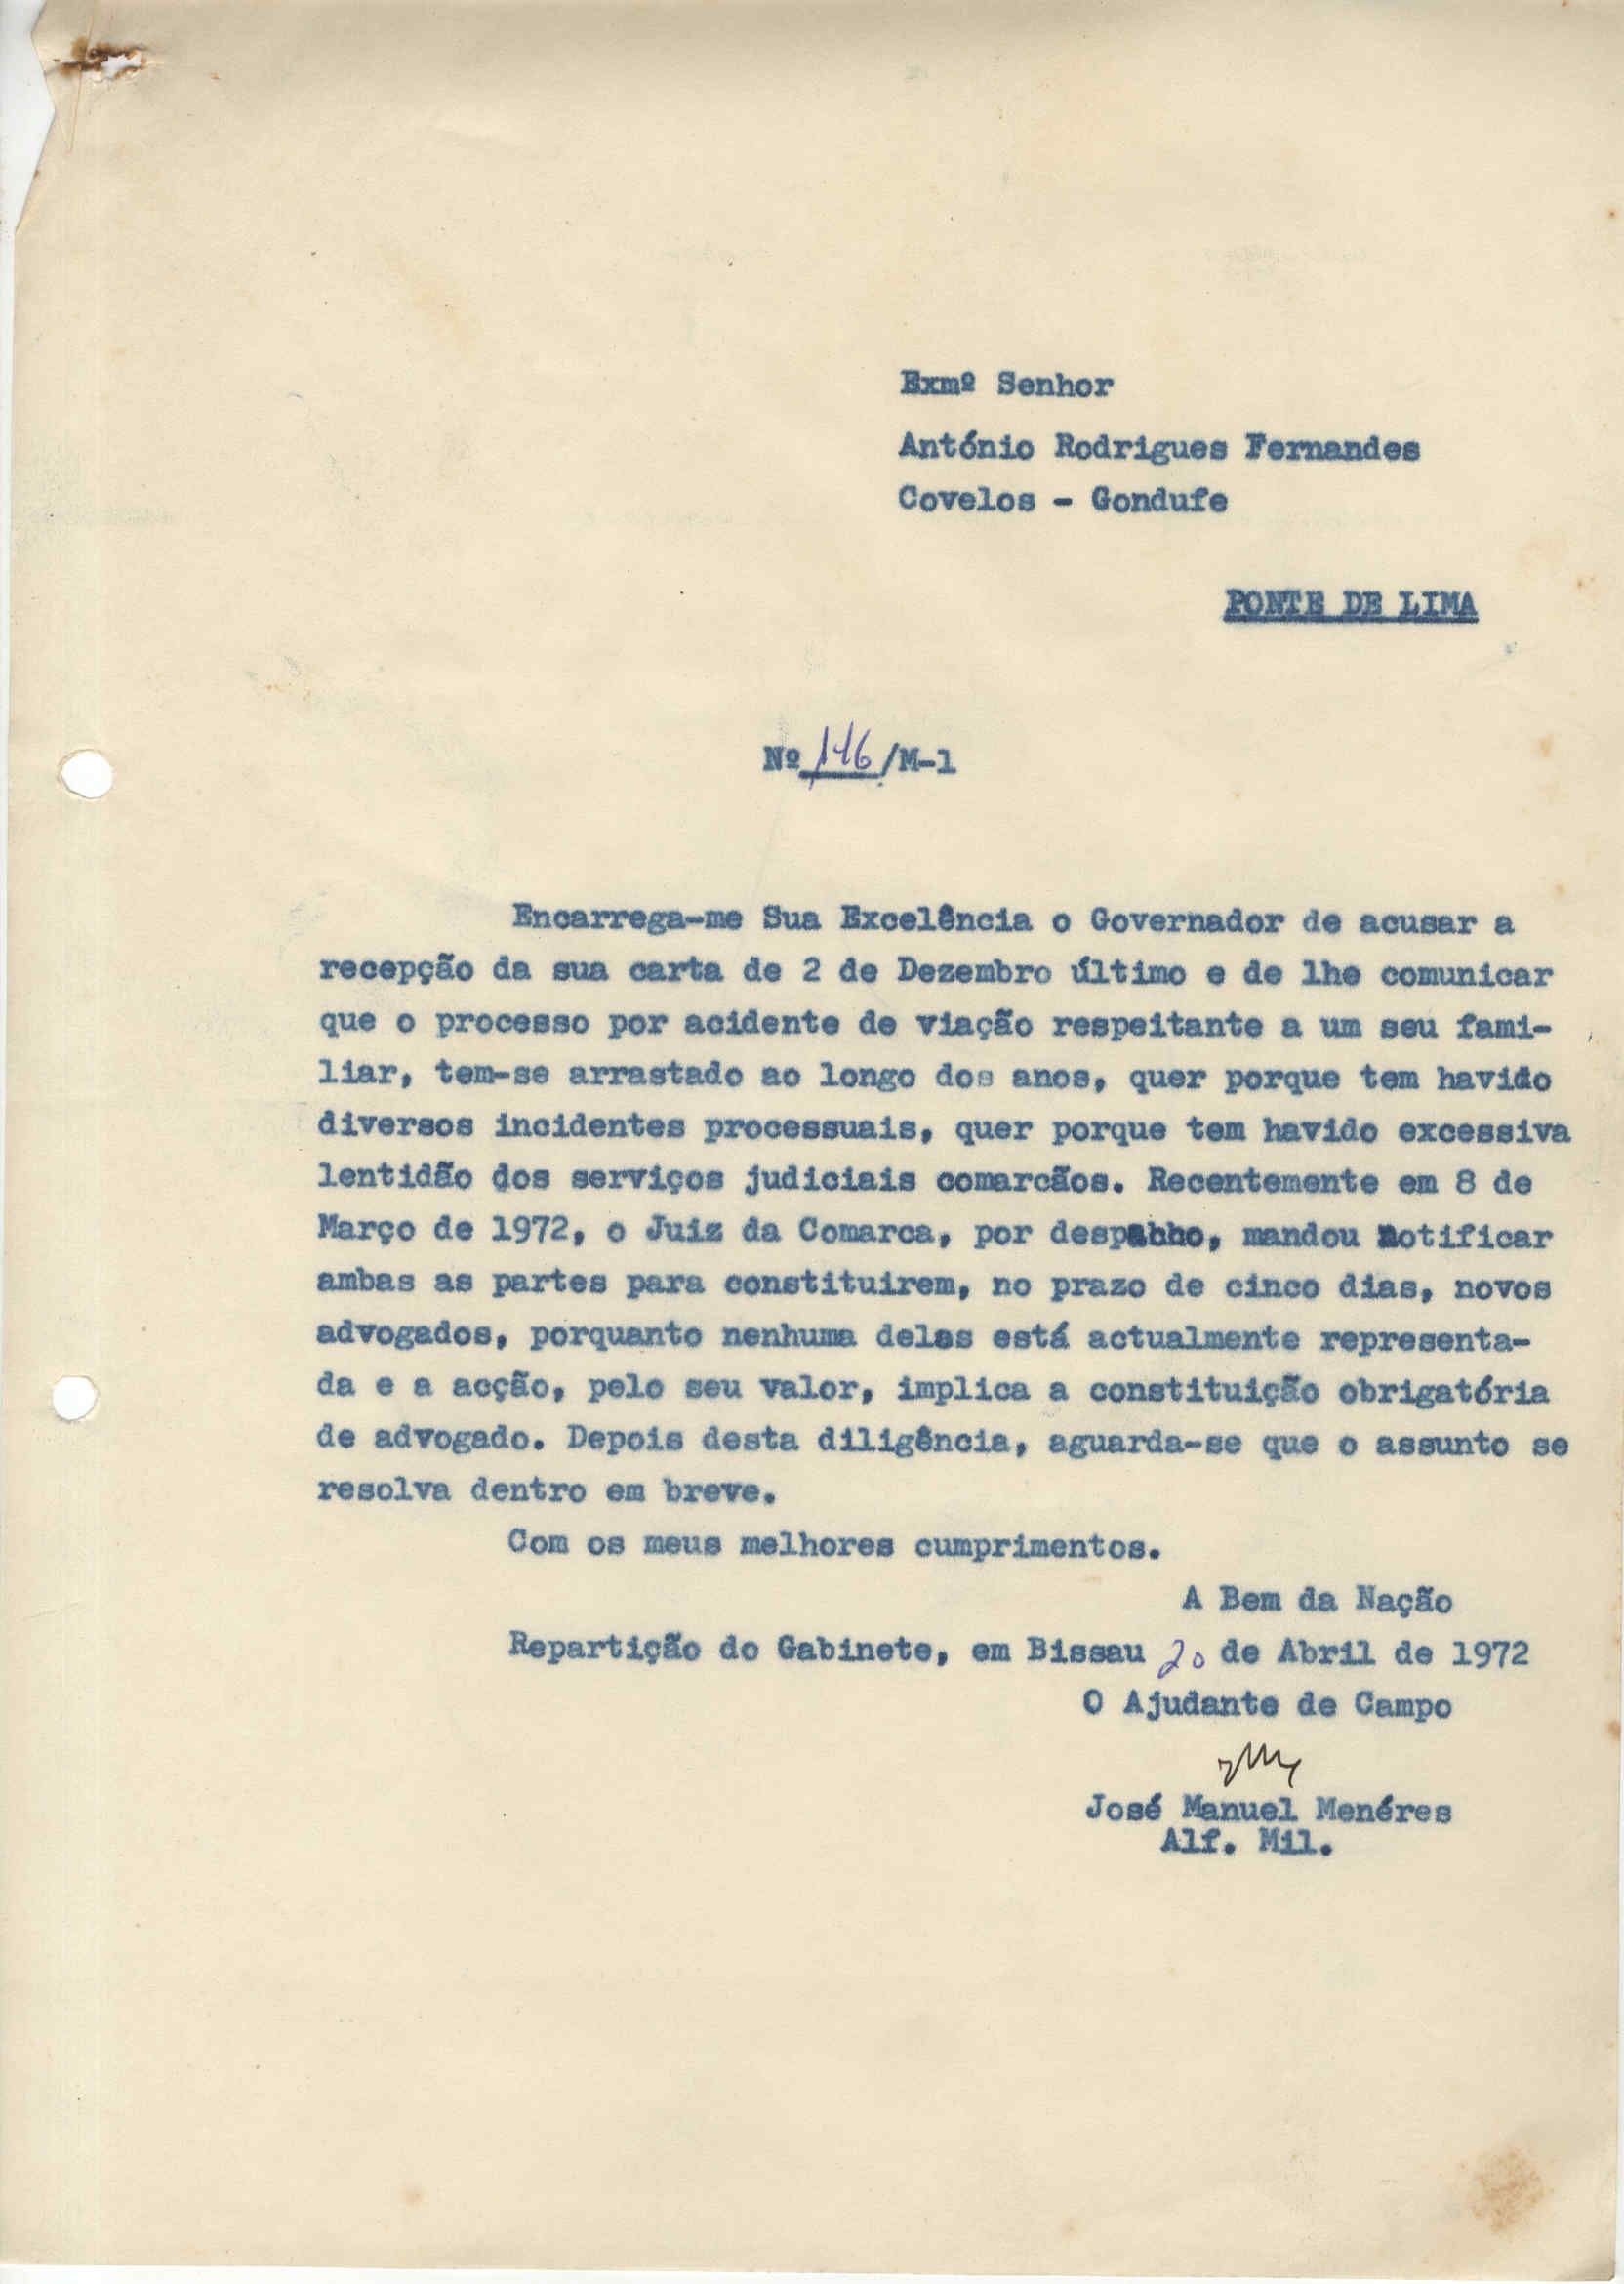 Exmº Senhor
António Rodrigues Fernandes
Covelos - Gondufe
PONTE DE LIMA
Nº 146/M-1
Encarrega-me Sua Excelência o Governador de acusar a
recepção da sua carta de 2 de Dezembro último e de lhe comunicar
que o processo por acidente de viação respeitante a um seu fami-
liar, tem-se arrastado ao longo dos anos, quer porque tem havido
diversos incidentes processuais, quer porque tem havido excessiva
lentidão dos serviços judiciais comarcãos. Recentemente em 8 de
Março de 1972, o Juiz da Comarca, por despacho, mandou notificar
ambas as partes para constituirem, no prazo de cinco dias, novos
advogados, porquanto nenhuma delas está actualmente representa-
da e a acção, pelo seu valor, implica a constituição obrigatória
de advogado. Depois desta diligência, aguarda-se que o assunto se
resolva dentro em breve.
Com os meus melhores cumprimentos.
A Bem da Nação
Repartição do Gabinete, em Bissau 20 de Abril de 1972
O Ajudante de Campo
José Manuel Menéres
Alf. Mil.